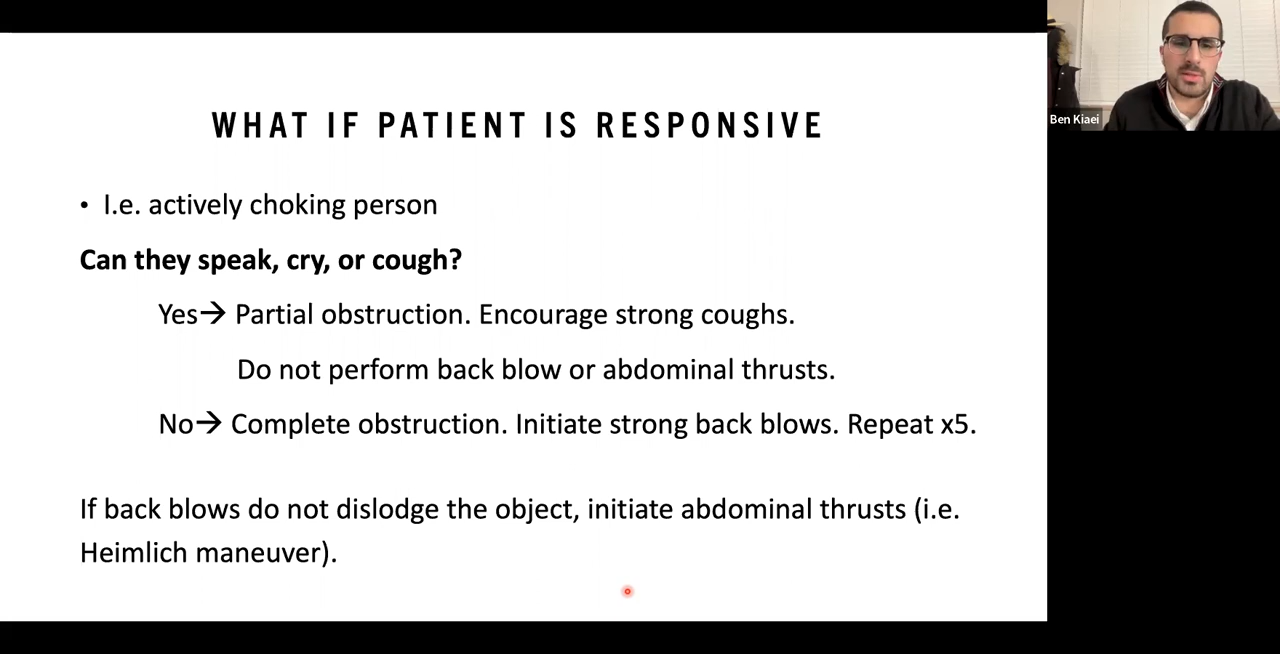 WHAT IF PATIENT IS RESPONSIVE
• I.e. actively choking person
Can they speak, cry, or cough?
Yes→ Partial obstruction. Encourage strong coughs.
Do not perform back blow or abdominal thrusts.
No→ Complete obstruction. Initiate strong back blows. Repeat x5.
If back blows do not dislodge the object, initiate abdominal thrusts (i.e.
Heimlich maneuver).
Ben Kiaei